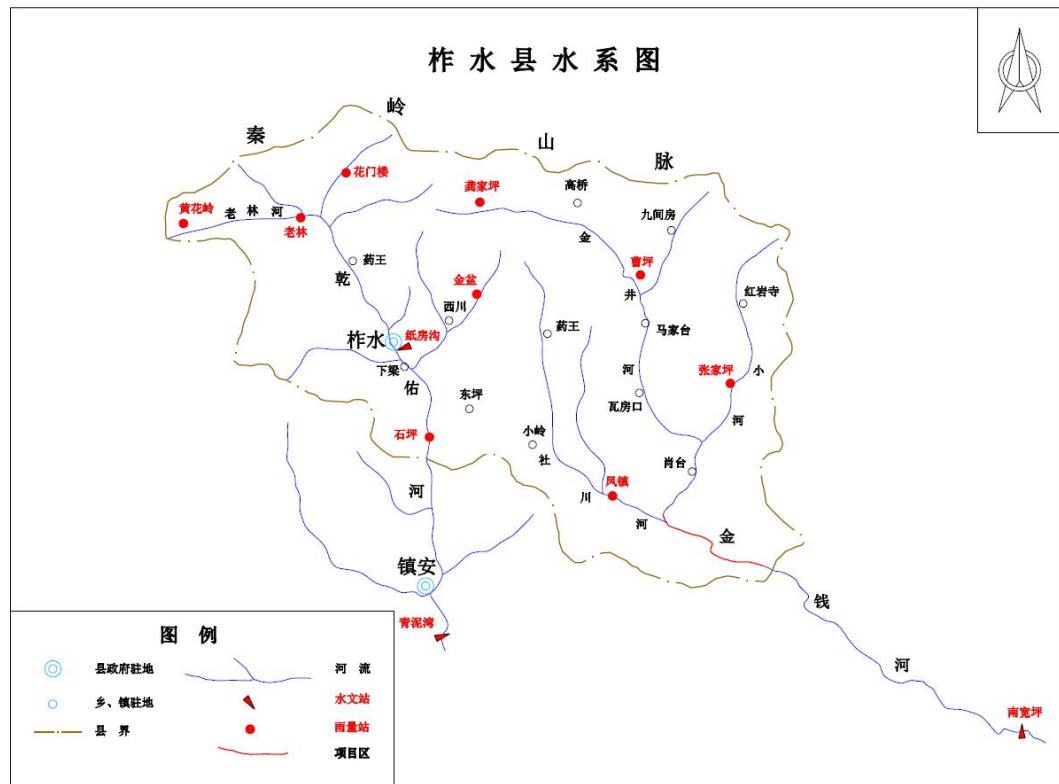 柞水县水系图
秦岭山脉
花门楼
龚家坪
高桥
黄花岭
老林河
老林
九间房
金井河
曹坪
药王
乾佑河
金盆
西川
红岩寺
柞水
纸房沟
药王
马家台
下梁
张家坪
小河
东坪
瓦房口
石坪
小岭
社川河
肖台
凤镇
金钱河
镇安
青泥湾
南宽坪
图例
县政府驻地
河流
乡、镇驻地
水文站
县界
雨量站
项目区